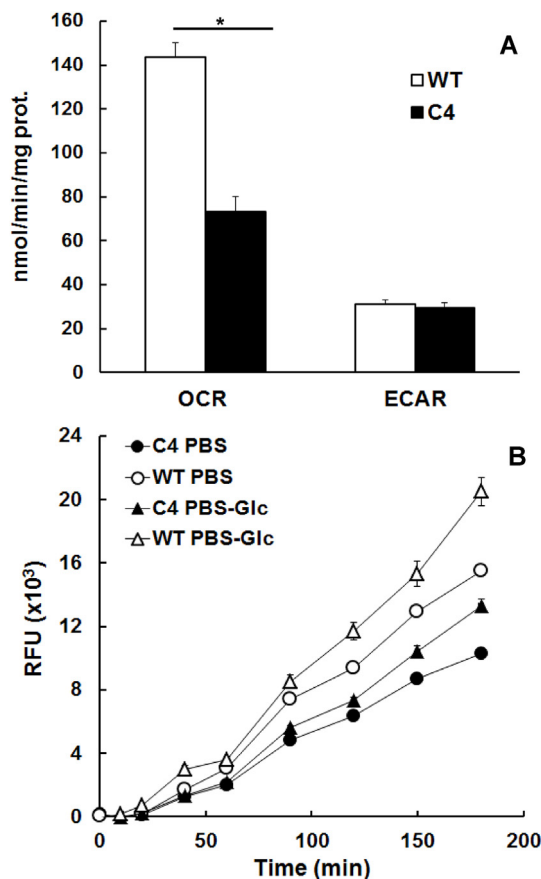 160
140
120
100
80
60
40
20
0
nmol/min/mg prot.
*
A
WT
C4
OCR ECAR
24
20
16
12
8
4
0
RFU (x10³)
C4 PBS
WT PBS
C4 PBS-Glc
WT PBS-Glc
B
0 50 100 150 200
Time (min)